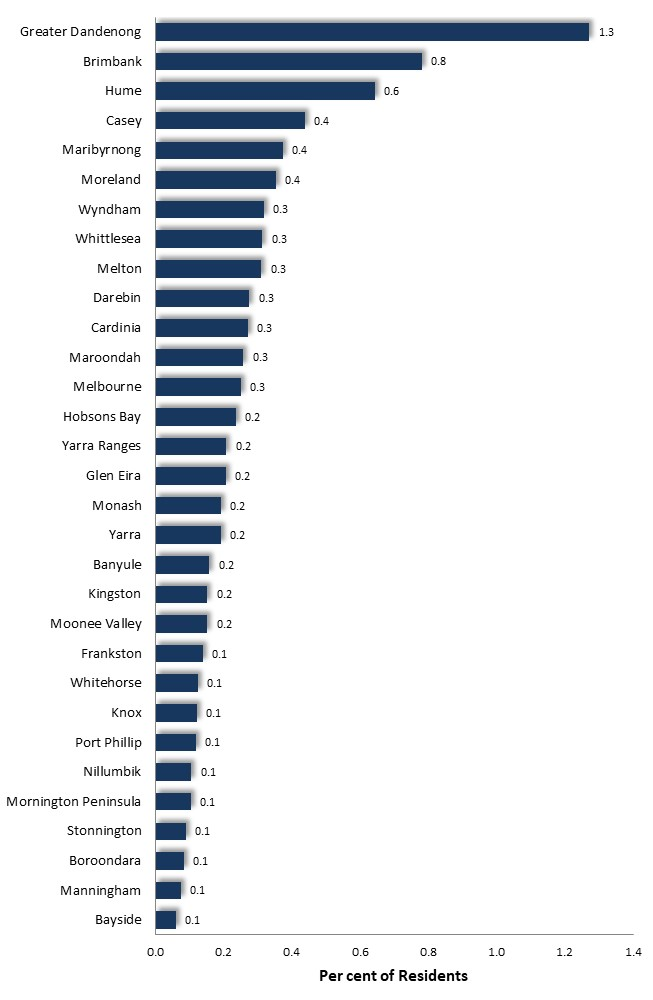 Greater Dandenong 1.3
Brimbank 0.8
Hume 0.6
Casey 0.4
Maribyrnong 0.4
Moreland 0.4
Wyndham 0.3
Whittlesea 0.3
Melton 0.3
Darebin 0.3
Cardinia 0.3
Maroondah 0.3
Melbourne 0.3
Hobsons Bay 0.2
Yarra Ranges 0.2
Glen Eira 0.2
Monash 0.2
Yarra 0.2
Banyule 0.2
Kingston 0.2
Moonee Valley 0.2
Frankston 0.1
Whitehorse 0.1
Knox 0.1
Port Phillip 0.1
Nillumbik 0.1
Mornington Peninsula 0.1
Stonnington 0.1
Boroondara 0.1
Manningham 0.1
Bayside 0.1
0.0 0.2 0.4 0.6 0.8 1.0 1.2 1.4
Per cent of Residents